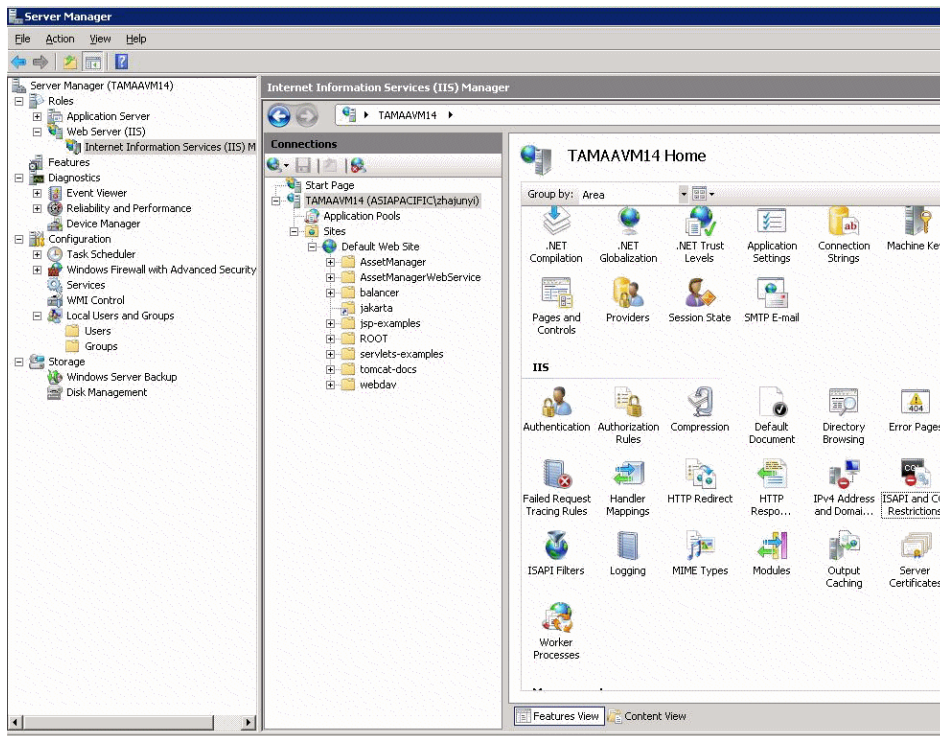 Server Manager
File Action View Help
Server Manager (TAMAAVM14)
Roles
Application Server
Web Server (IIS)
Internet Information Services (IIS) M
Features
Diagnostics
Event Viewer
Reliability and Performance
Device Manager
Configuration
Task Scheduler
Windows Firewall with Advanced Security
Services
WMI Control
Local Users and Groups
Users
Groups
Storage
Windows Server Backup
Disk Management
Internet Information Services (IIS) Manager
TAMAAVM14
Connections
Start Page
TAMAAVM14 (ASIAPACIFIC\zhajunyi)
Application Pools
Sites
Default Web Site
AssetManager
AssetManagerWebService
balancer
jakarta
jsp-examples
ROOT
servlets-examples
tomcat-docs
webdav
TAMAAVM14 Home
Group by: Area
.NET Compilation
.NET Globalization
.NET Trust Levels
Application Settings
ab
Connection Strings
Machine Key
Pages and Controls
Providers
Session State
SMTP E-mail
IIS
Authentication
Authorization Rules
Compression
Default Document
Directory Browsing
404
Error Pages
Failed Request Tracing Rules
Handler Mappings
HTTP Redirect
HTTP Respo...
IPv4 Address and Domai...
ISAPI and CG Restrictions
ISAPI Filters
Logging
MIME Types
Modules
Output Caching
Server Certificates
Worker Processes
Features View
Content View